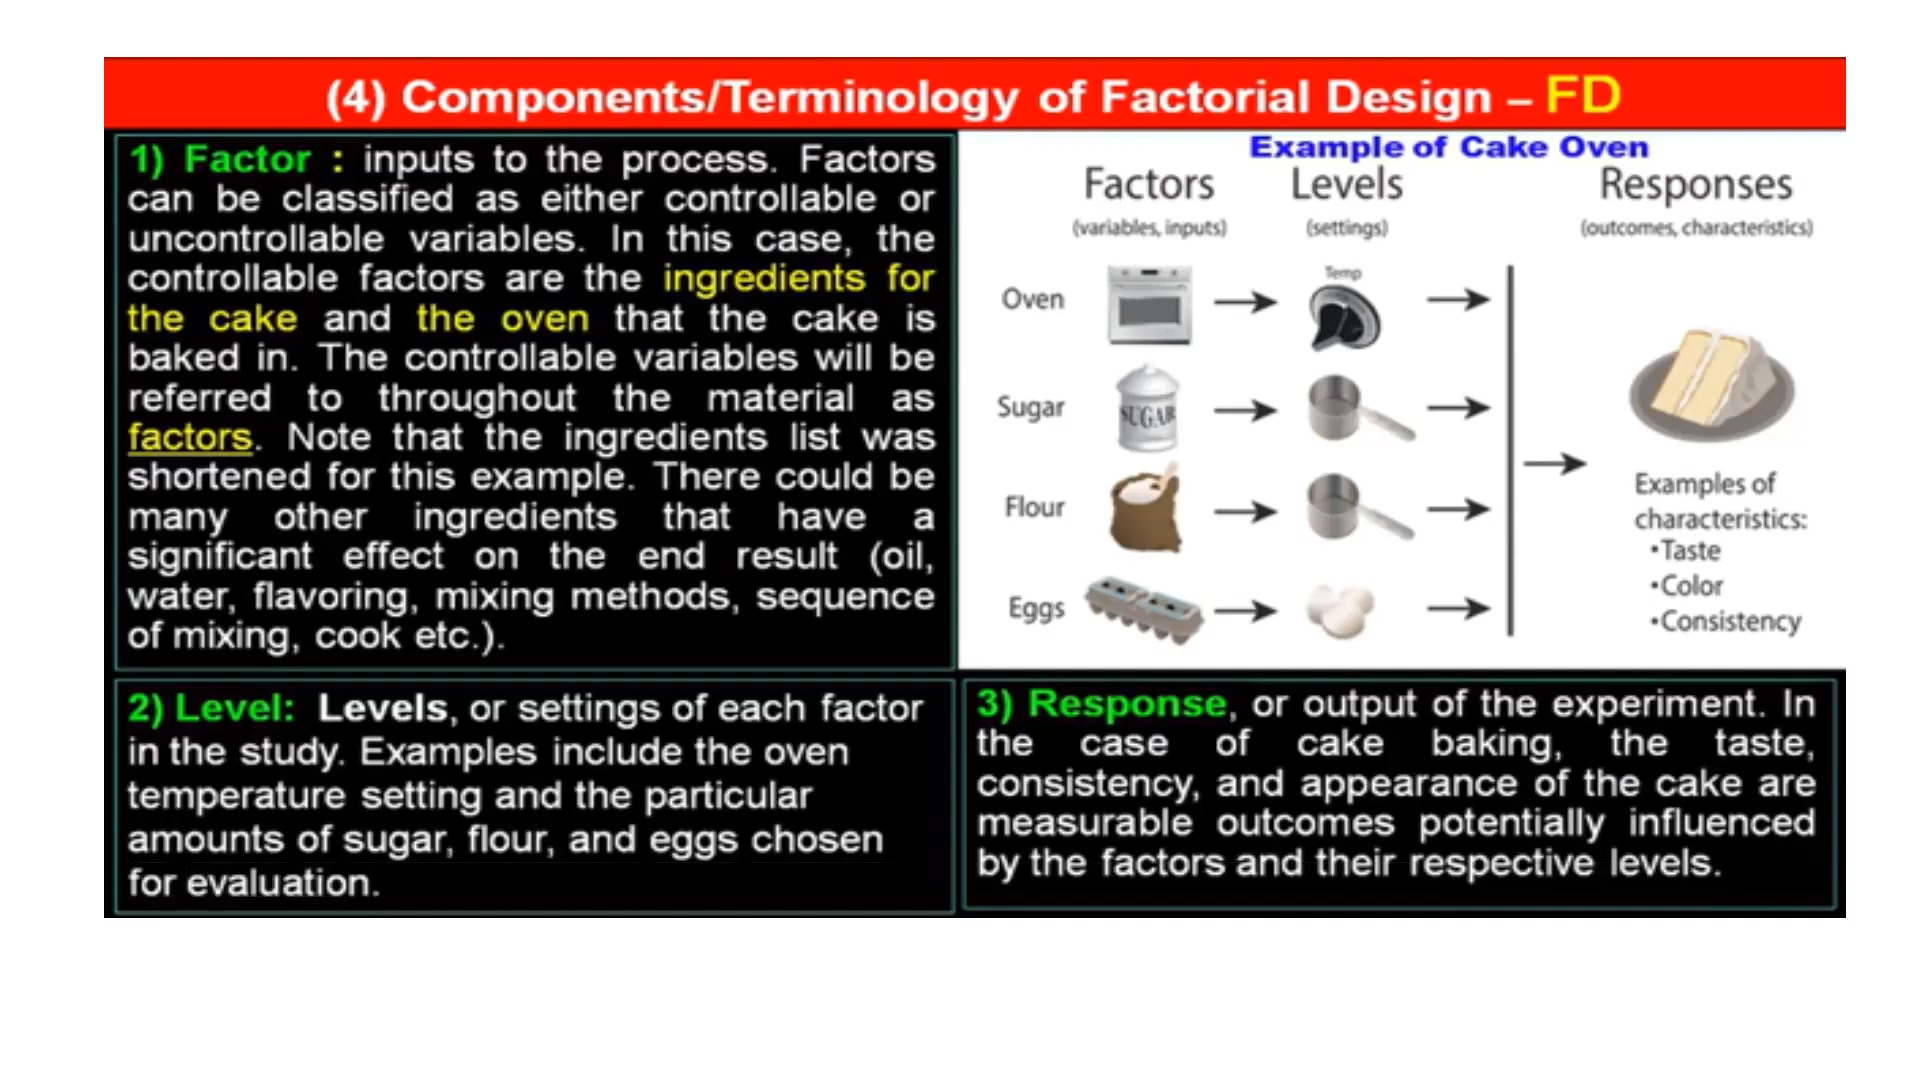 (4) Components/Terminology of Factorial Design – FD
1) Factor : inputs to the process. Factors
can be classified as either controllable or
uncontrollable variables. In this case, the
controllable factors are the ingredients for
the cake and the oven that the cake is
baked in. The controllable variables will be
referred to throughout the material as
factors. Note that the ingredients list was
shortened for this example. There could be
many other ingredients that have a
significant effect on the end result (oil,
water, flavoring, mixing methods, sequence
of mixing, cook etc.).
Example of Cake Oven
Factors Levels Responses
(variables, inputs) (settings) (outcomes, characteristics)
Temp
Oven
Sugar
SUGAR
Flour
Eggs
Examples of
characteristics:
•Taste
•Color
•Consistency
2) Level: Levels, or settings of each factor
in the study. Examples include the oven
temperature setting and the particular
amounts of sugar, flour, and eggs chosen
for evaluation.
3) Response, or output of the experiment. In
the case of cake baking, the taste,
consistency, and appearance of the cake are
measurable outcomes potentially influenced
by the factors and their respective levels.